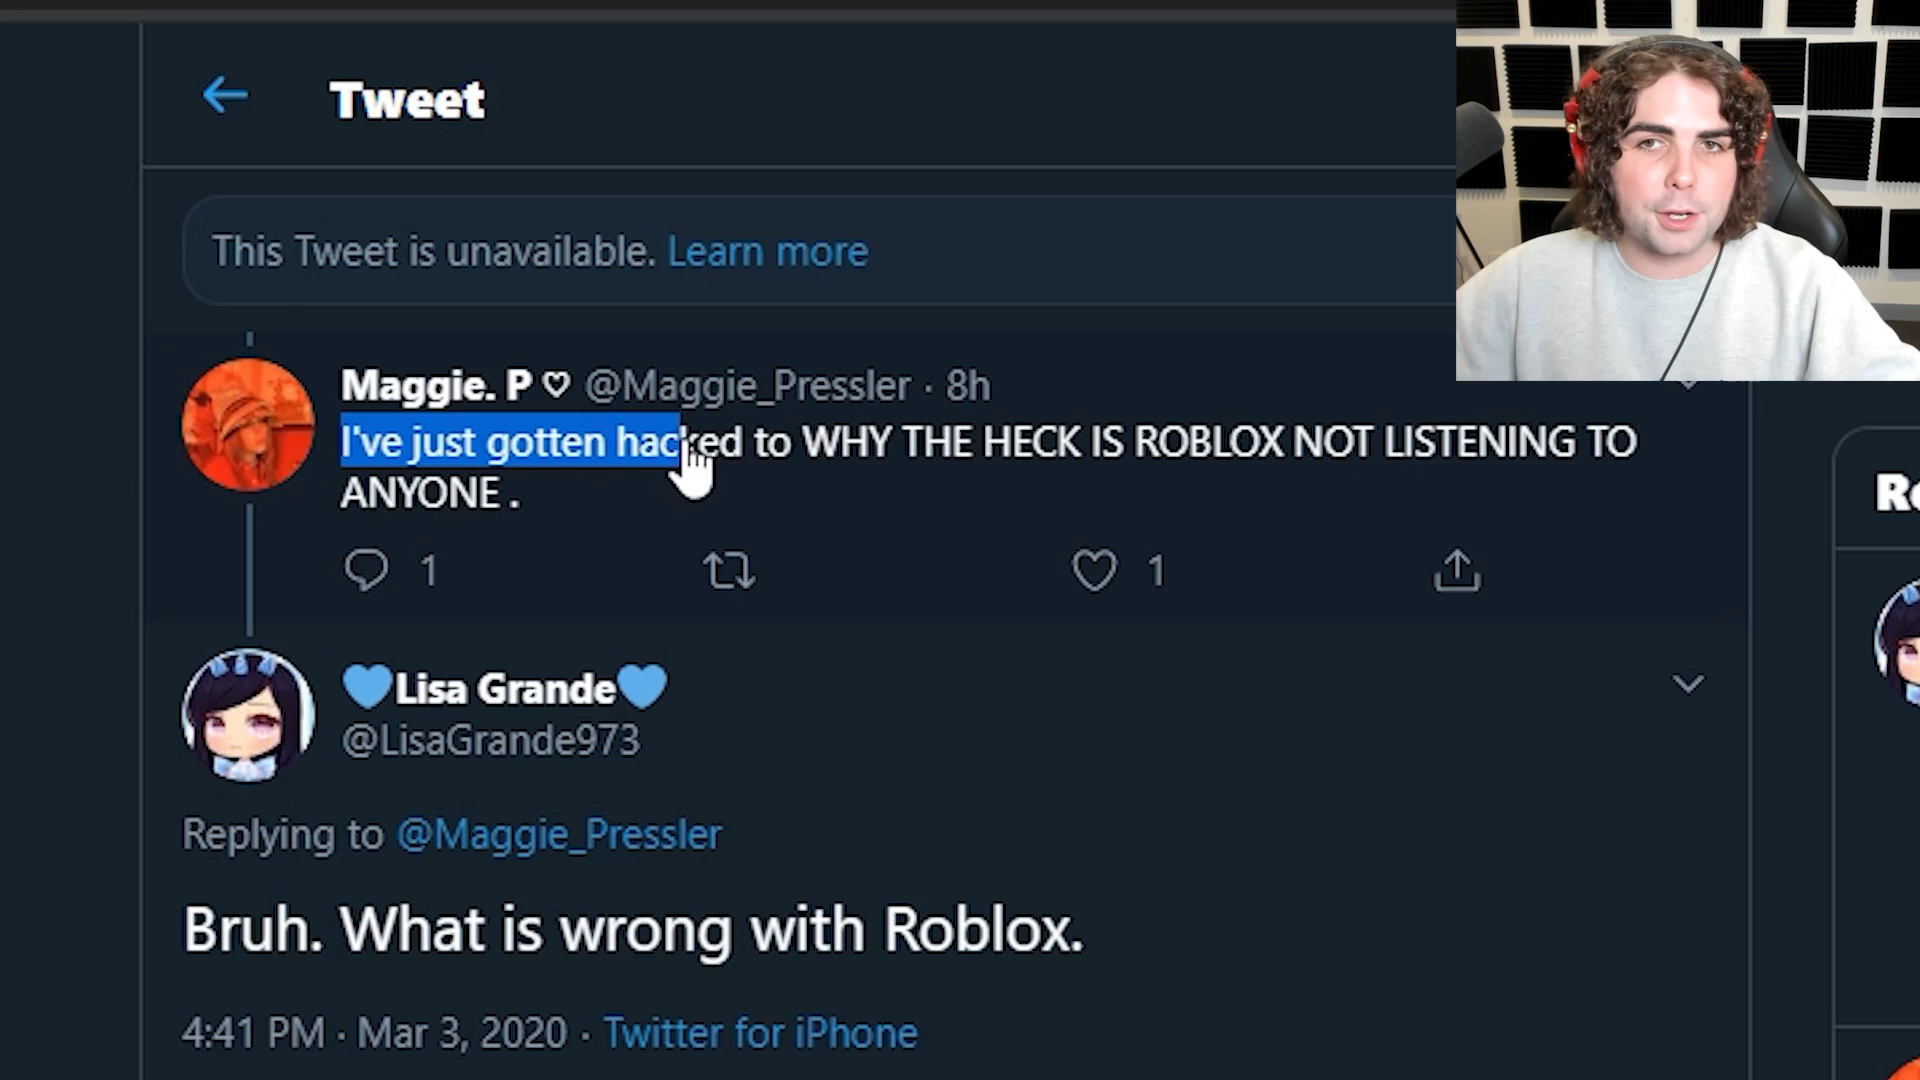 Tweet
This Tweet is unavailable. Learn more
Maggie. P ♡ @Maggie_Pressler · 8h
I've just gotten hacked to WHY THE HECK IS ROBLOX NOT LISTENING TO
ANYONE .
1 1
💙Lisa Grande💙
@LisaGrande973
Replying to @Maggie_Pressler
Bruh. What is wrong with Roblox.
4:41 PM · Mar 3, 2020 · Twitter for iPhone